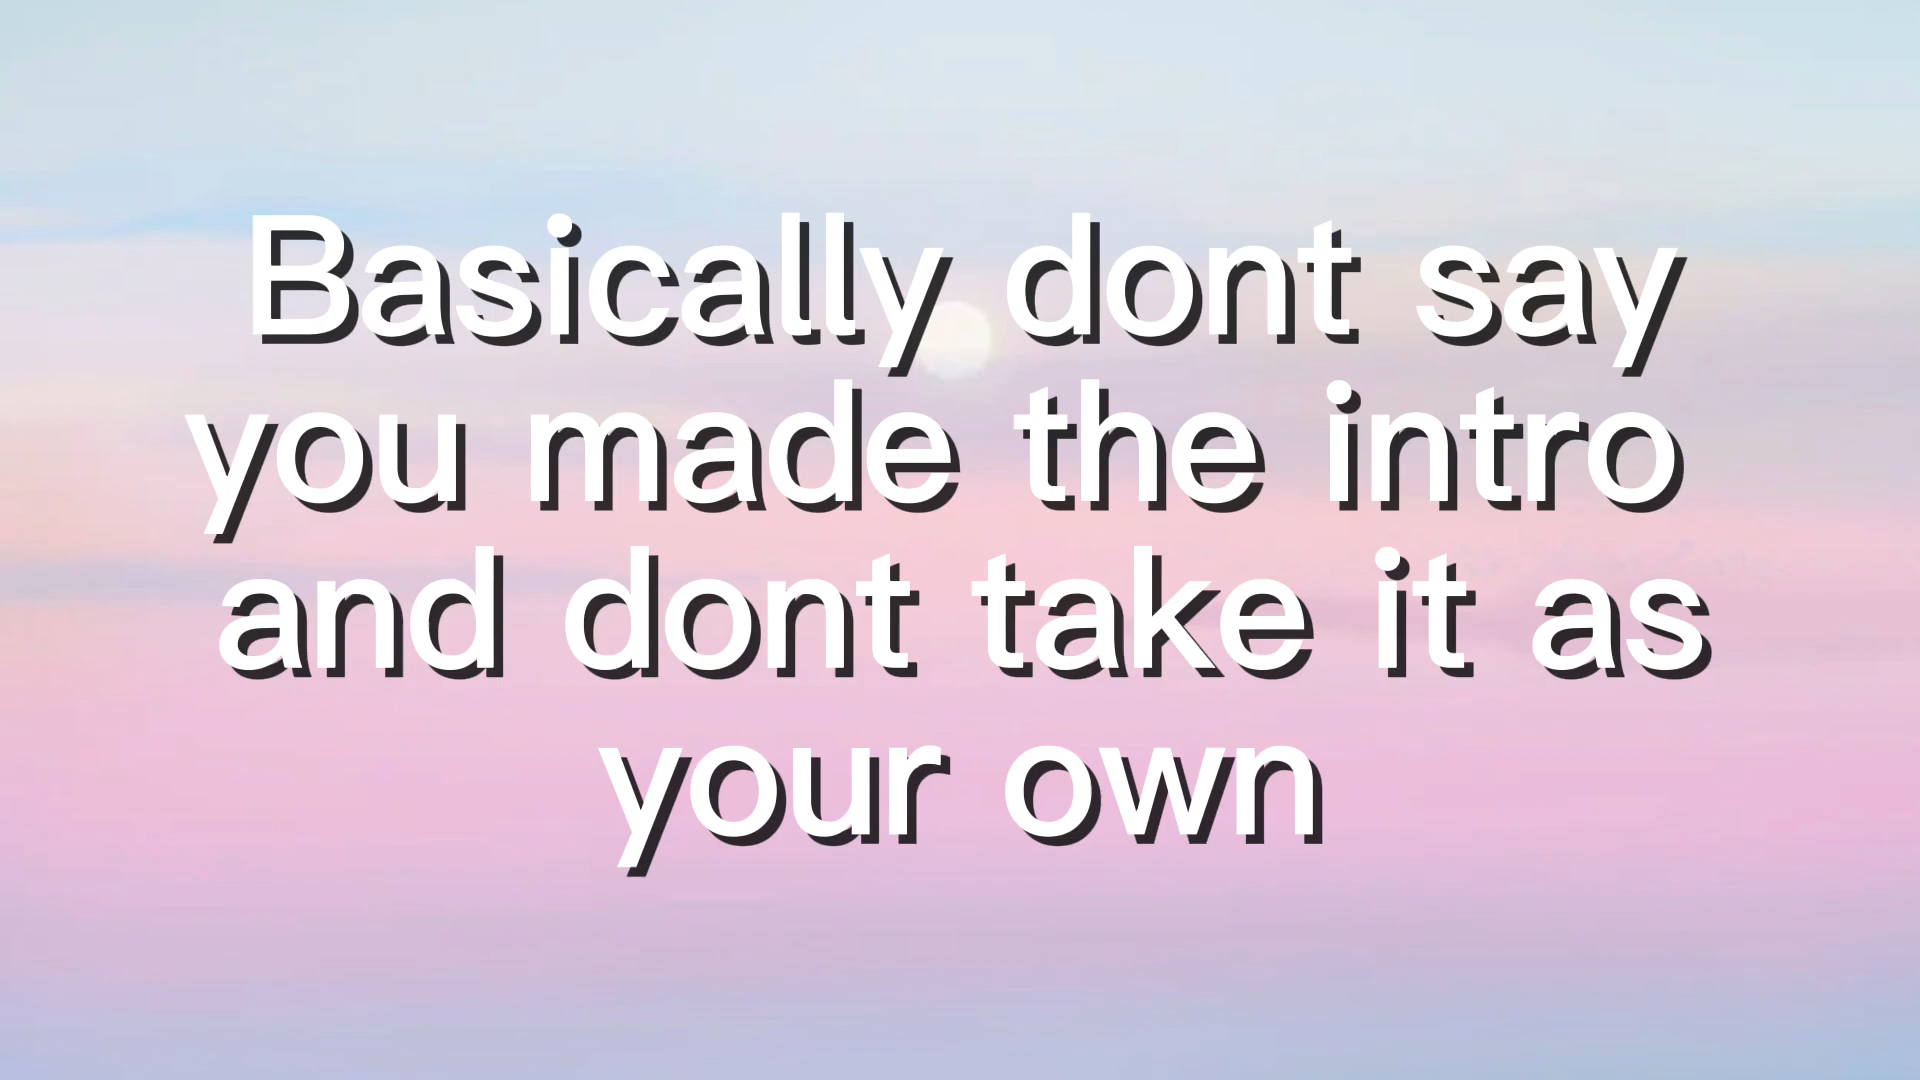 Basically dont say
you made the intro
and dont take it as
your own